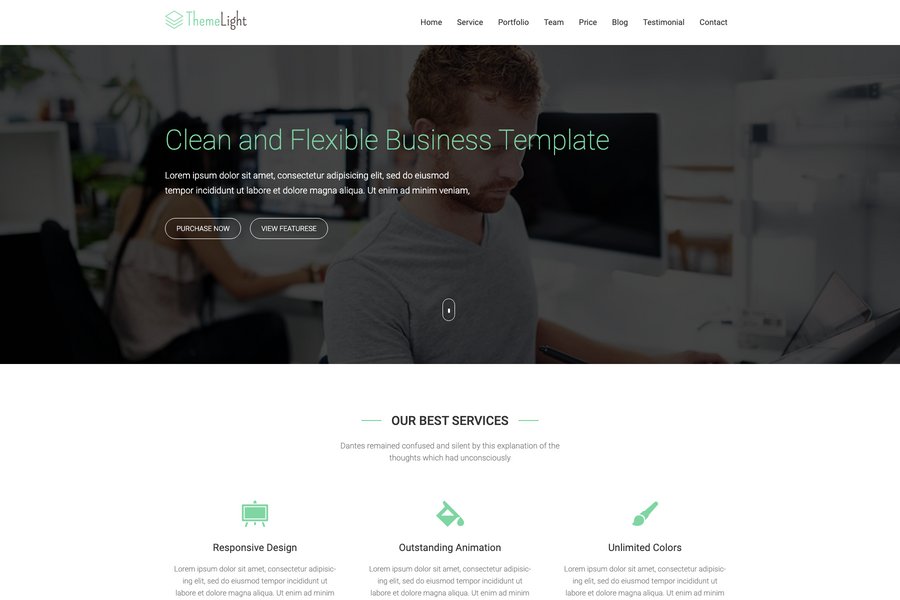 ThemeLight
Home Service Portfolio Team Price Blog Testimonial Contact
Clean and Flexible Business Template
Lorem ipsum dolor sit amet, consectetur adipisicing elit, sed do eiusmod
tempor incididunt ut labore et dolore magna aliqua. Ut enim ad minim veniam,
PURCHASE NOW VIEW FEATURESE
OUR BEST SERVICES
Dantes remained confused and silent by this explanation of the
thoughts which had unconsciously
Responsive Design
Lorem ipsum dolor sit amet, consectetur adipisic-
ing elit, sed do eiusmod tempor incididunt ut
labore et dolore magna aliqua. Ut enim ad minim
Outstanding Animation
Lorem ipsum dolor sit amet, consectetur adipisic-
ing elit, sed do eiusmod tempor incididunt ut
labore et dolore magna aliqua. Ut enim ad minim
Unlimited Colors
Lorem ipsum dolor sit amet, consectetur adipisic-
ing elit, sed do eiusmod tempor incididunt ut
labore et dolore magna aliqua. Ut enim ad minim